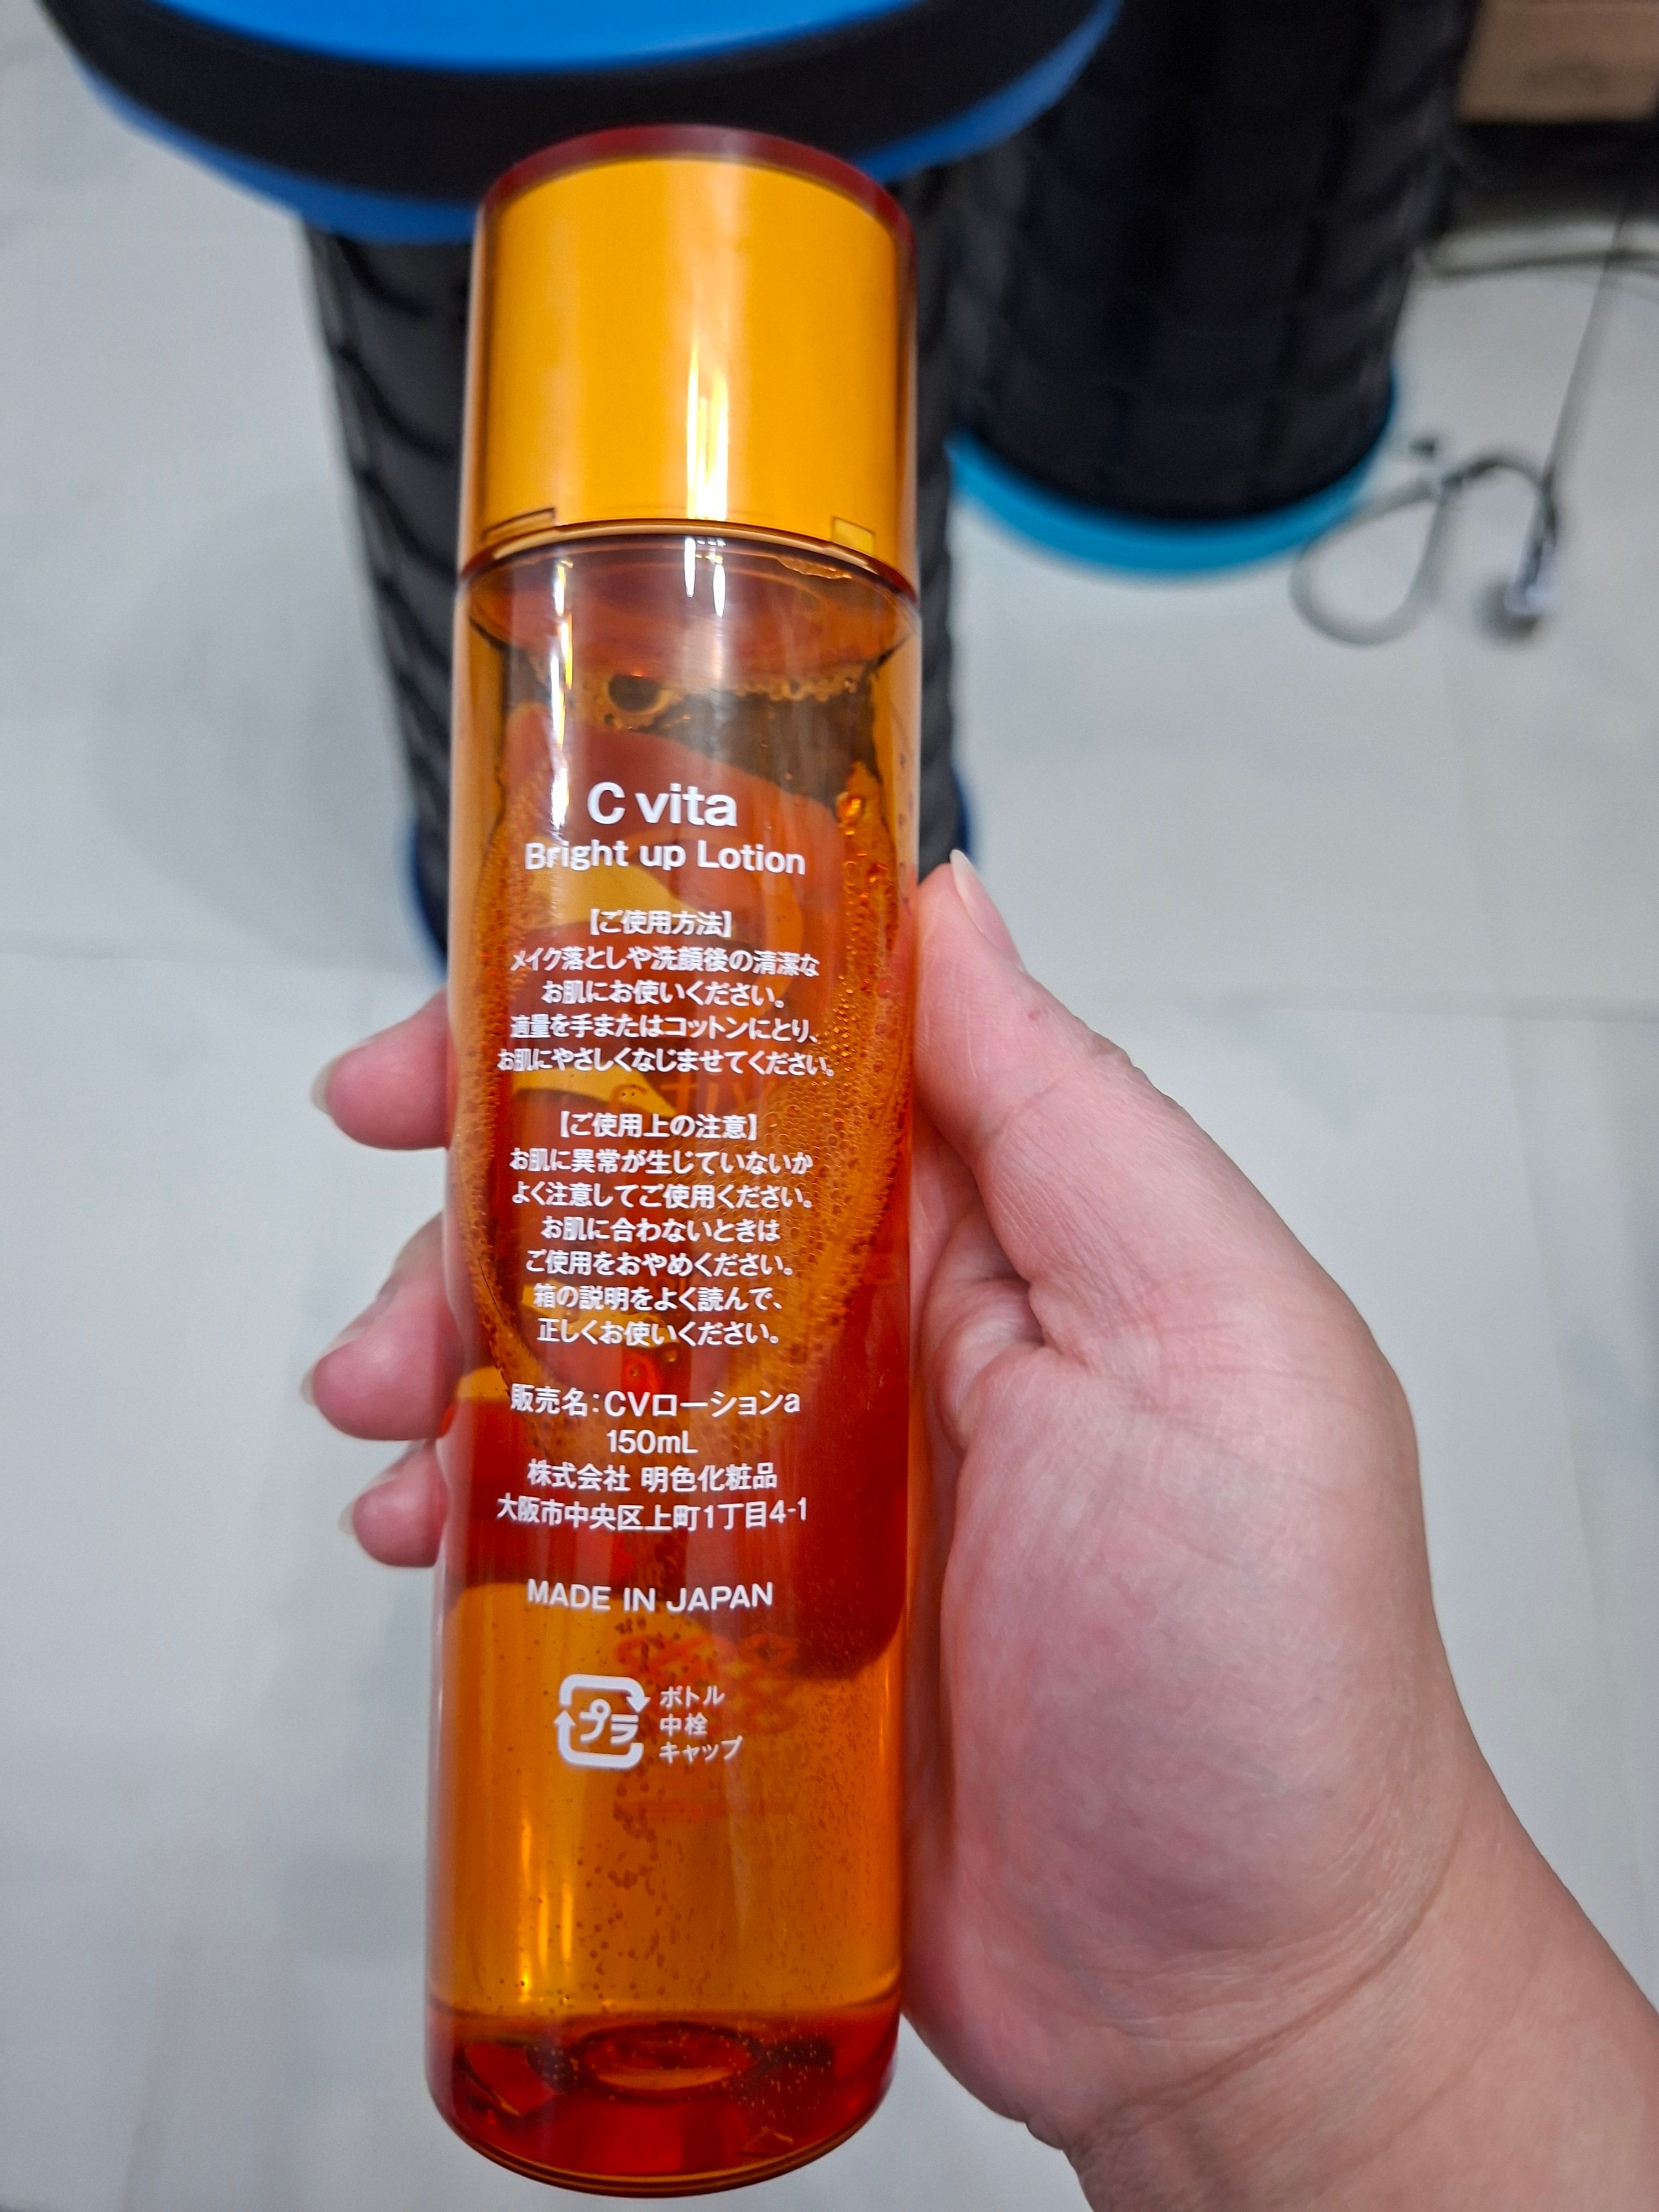 C vita
Bright up Lotion
【ご使用方法】
メイク落としや洗顔後の清潔な
お肌にお使いください。
適量を手またはコットンにとり、
お肌にやさしくなじませてください。
【ご使用上の注意】
お肌に異常が生じていないか
よく注意してご使用ください。
お肌に合わないときは
ご使用をおやめください。
箱の説明をよく読んで、
正しくお使いください。
販売名：CVローションa
150mL
株式会社 明色化粧品
大阪市中央区上町1丁目4-1
MADE IN JAPAN
プラ
ボトル
中栓
キャップ